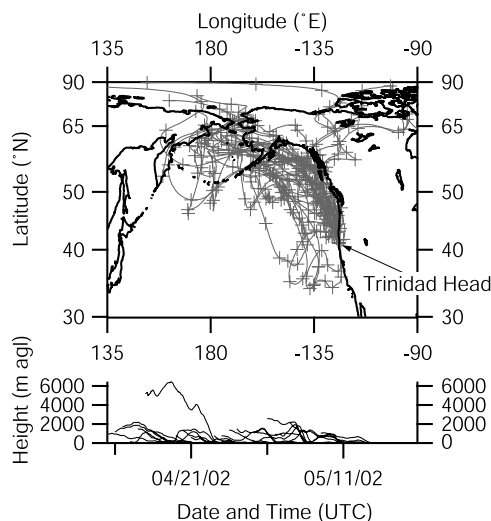 Longitude (˚E)
135 180 -135 -90
90 90
65 65
50 50
40 40
30 30
Latitude (˚N)
Trinidad Head
135 180 -135 -90
6000 6000
4000 4000
2000 2000
0 0
Height (m agl)
04/21/02 05/11/02
Date and Time (UTC)